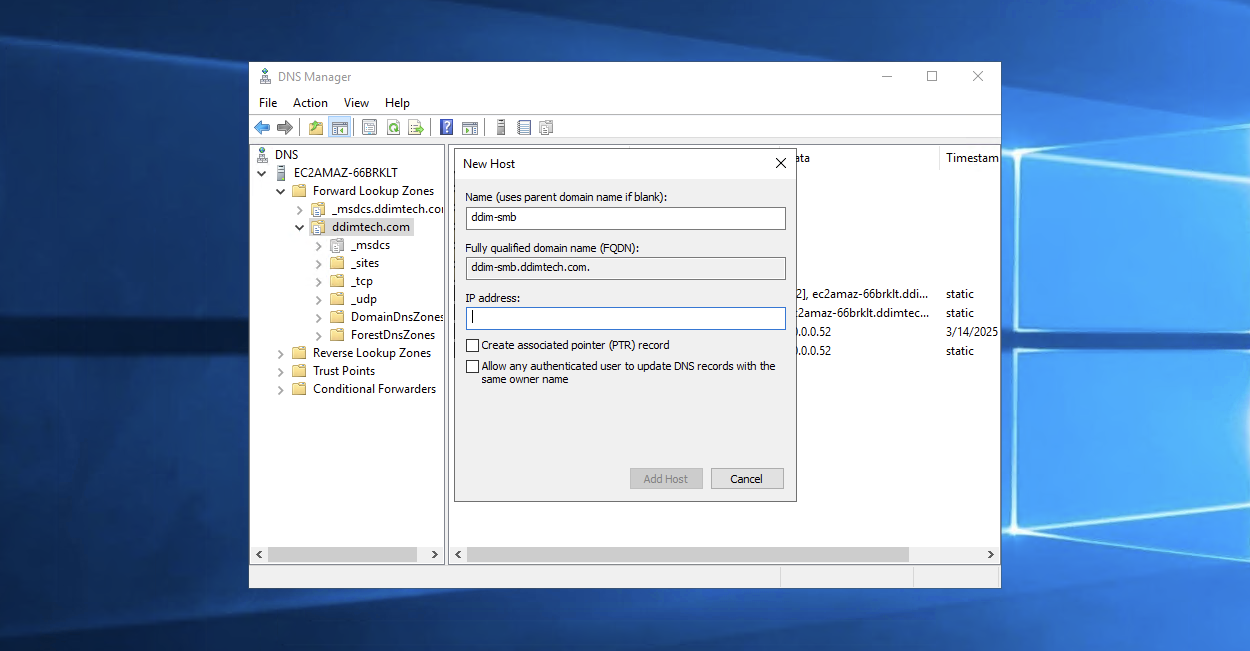 DNS Manager
File Action View Help
DNS
EC2AMAZ-66BRKLT
Forward Lookup Zones
_msdcs.ddimtech.co
ddimtech.com
_msdcs
_sites
_tcp
_udp
DomainDnsZones
ForestDnsZones
Reverse Lookup Zones
Trust Points
Conditional Forwarders
New Host
Name (uses parent domain name if blank):
ddim-smb
Fully qualified domain name (FQDN):
ddim-smb.ddimtech.com.
IP address:
Create associated pointer (PTR) record
Allow any authenticated user to update DNS records with the
same owner name
Add Host Cancel
ata Timestam
2], ec2amaz-66brklt.ddi... static
c2amaz-66brklt.ddimtec... static
.0.0.52 3/14/2025
.0.0.52 static